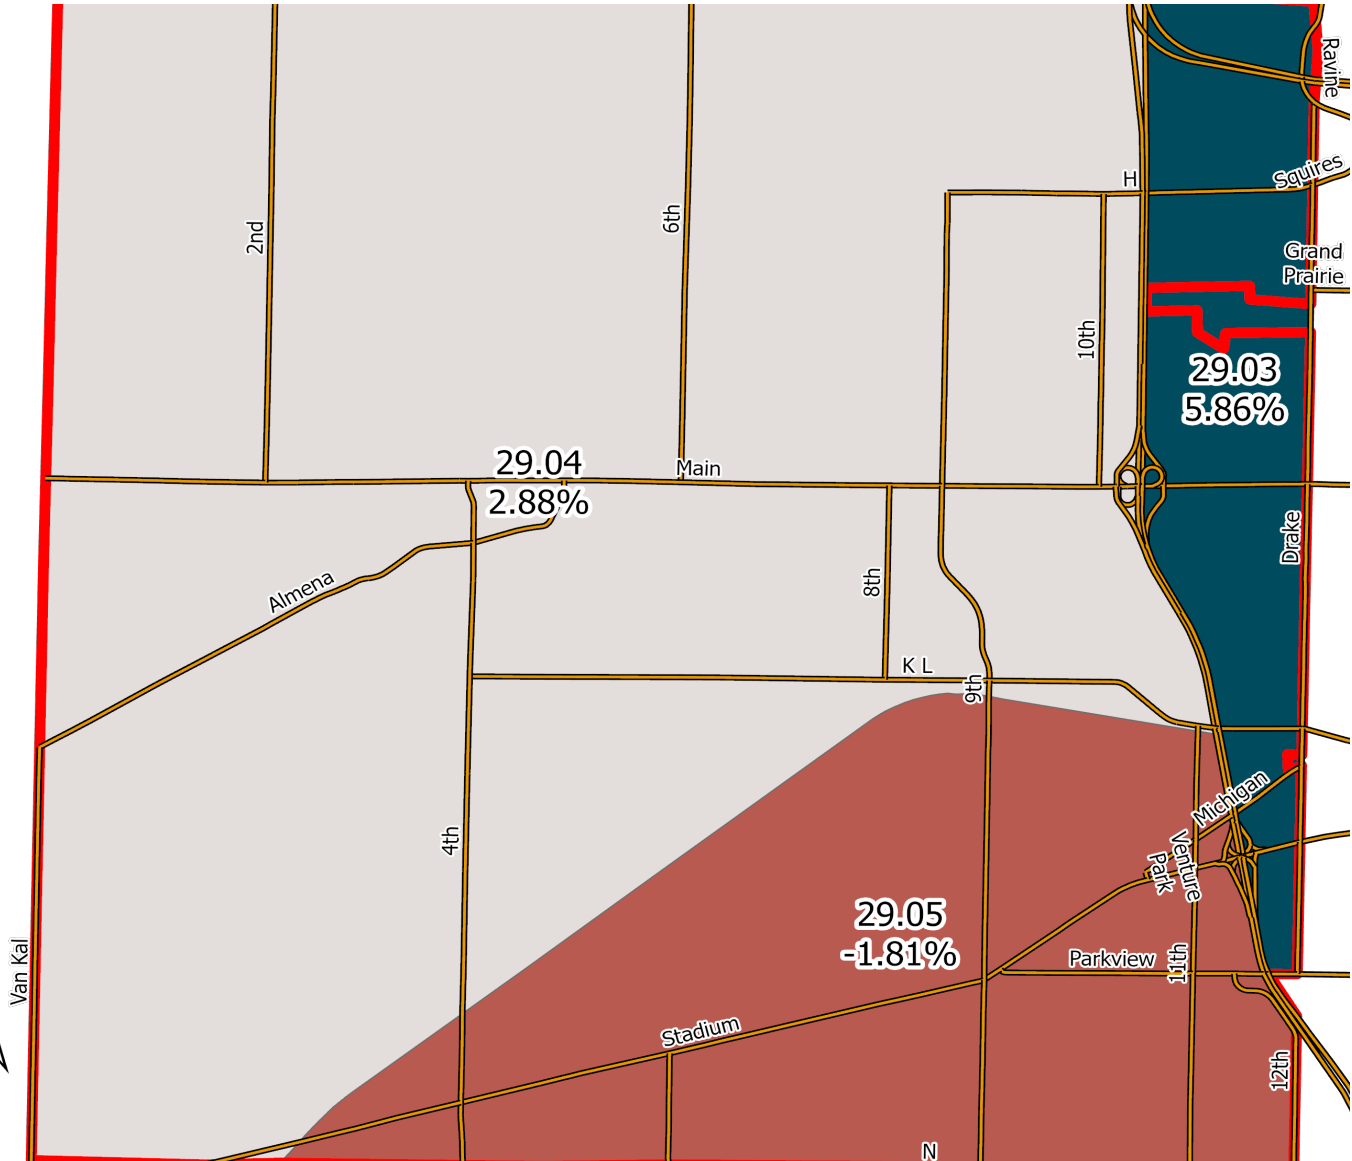 Ravine
Squires
H
2nd
6th
Grand
Prairie
10th
29.03
5.86%
29.04
2.88%
Main
Drake
8th
Almena
K L
9th
Michigan
4th
Venture
Park
29.05
-1.81%
Van Kal
Parkview
11th
Stadium
12th
N